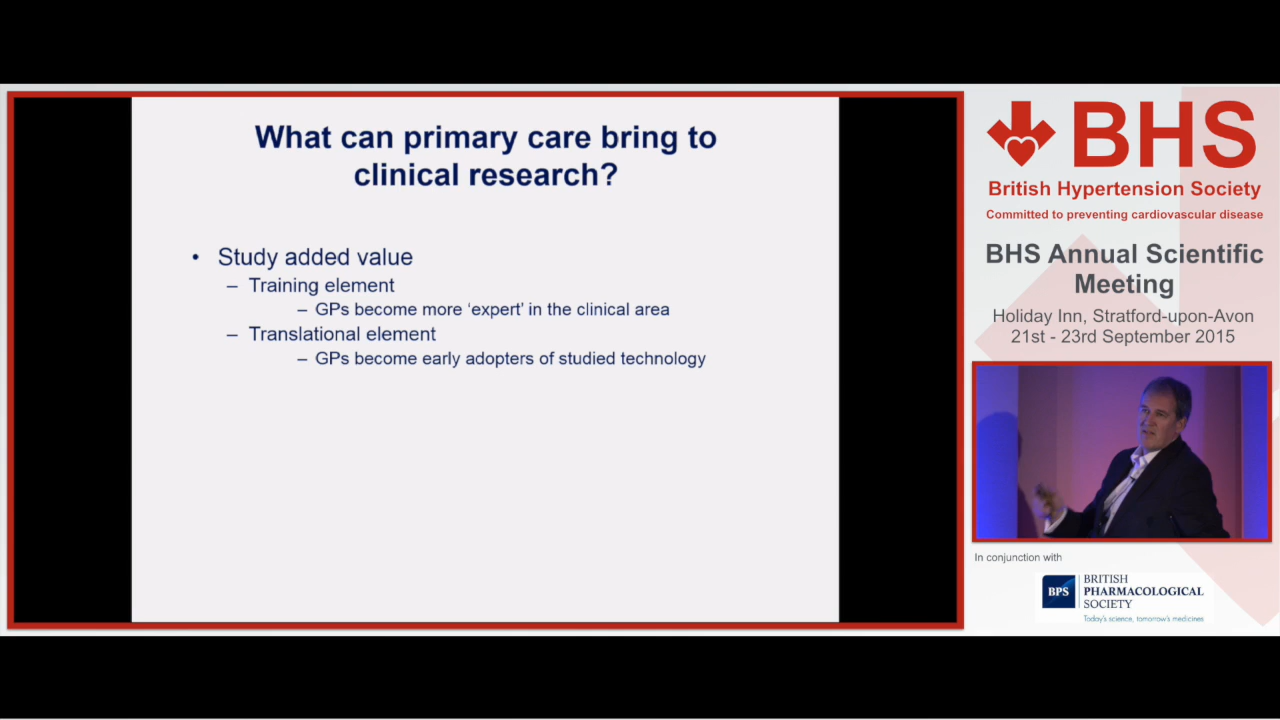 What can primary care bring to
clinical research?
• Study added value
– Training element
– GPs become more ‘expert’ in the clinical area
– Translational element
– GPs become early adopters of studied technology
BHS
British Hypertension Society
Committed to preventing cardiovascular disease
BHS Annual Scientific
Meeting
Holiday Inn, Stratford-upon-Avon
21st - 23rd September 2015
In conjunction with
BPS
BRITISH
PHARMACOLOGICAL
SOCIETY
Today's science, tomorrow's medicines